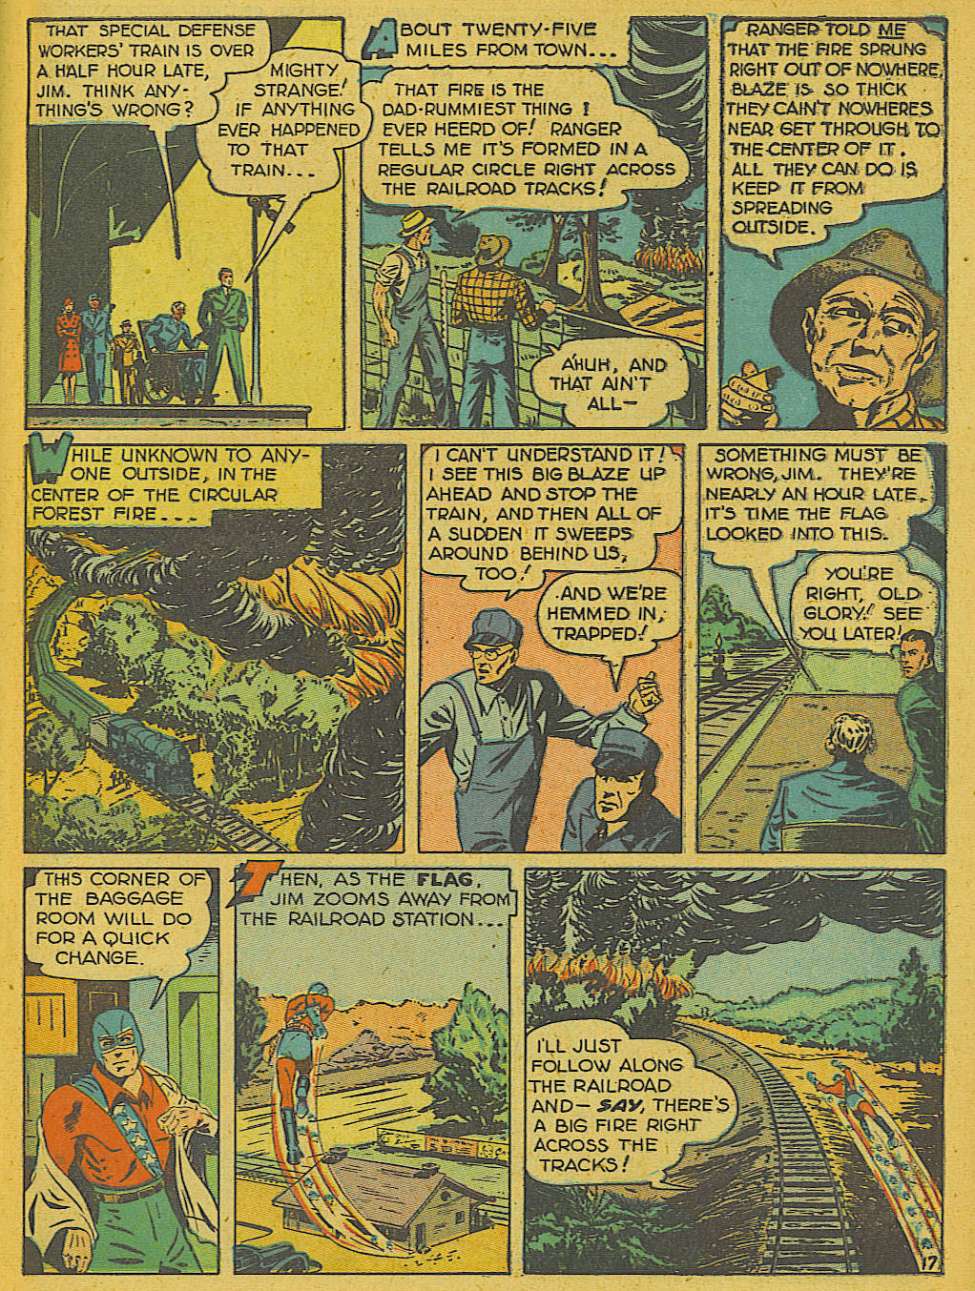 THAT SPECIAL DEFENSE
WORKERS' TRAIN IS OVER
A HALF HOUR LATE,
JIM. THINK ANY-
THING'S WRONG?
MIGHTY
STRANGE!
IF ANYTHING
EVER HAPPENED
TO THAT
TRAIN...
ABOUT TWENTY-FIVE
MILES FROM TOWN...
THAT FIRE IS THE
DAD-RUMMIEST THING I
EVER HEERD OF! RANGER
TELLS ME IT'S FORMED IN A
REGULAR CIRCLE RIGHT ACROSS
THE RAILROAD TRACKS!
A'HUH, AND
THAT AIN'T
ALL-
RANGER TOLD ME
THAT THE FIRE SPRUNG
RIGHT OUT OF NOWHERE,
BLAZE IS SO THICK
THEY CAIN'T NOWHERES
NEAR GET THROUGH TO
THE CENTER OF IT.
ALL THEY CAN DO IS
KEEP IT FROM
SPREADING
OUTSIDE.
WHILE UNKNOWN TO ANY-
ONE OUTSIDE, IN THE
CENTER OF THE CIRCULAR
FOREST FIRE...
I CAN'T UNDERSTAND IT!
I SEE THIS BIG BLAZE UP
AHEAD AND STOP THE
TRAIN, AND THEN ALL OF
A SUDDEN IT SWEEPS
AROUND BEHIND US,
TOO!
AND WE'RE
HEMMED IN,
TRAPPED!
SOMETHING MUST BE
WRONG, JIM. THEY'RE
NEARLY AN HOUR LATE.
IT'S TIME THE FLAG
LOOKED INTO THIS.
YOU'RE
RIGHT, OLD
GLORY! SEE
YOU LATER!
THIS CORNER OF
THE BAGGAGE
ROOM WILL DO
FOR A QUICK
CHANGE.
THEN, AS THE FLAG,
JIM ZOOMS AWAY FROM
THE RAILROAD STATION...
I'LL JUST
FOLLOW ALONG
THE RAILROAD
AND- SAY, THERE'S
A BIG FIRE RIGHT
ACROSS THE
TRACKS!
17